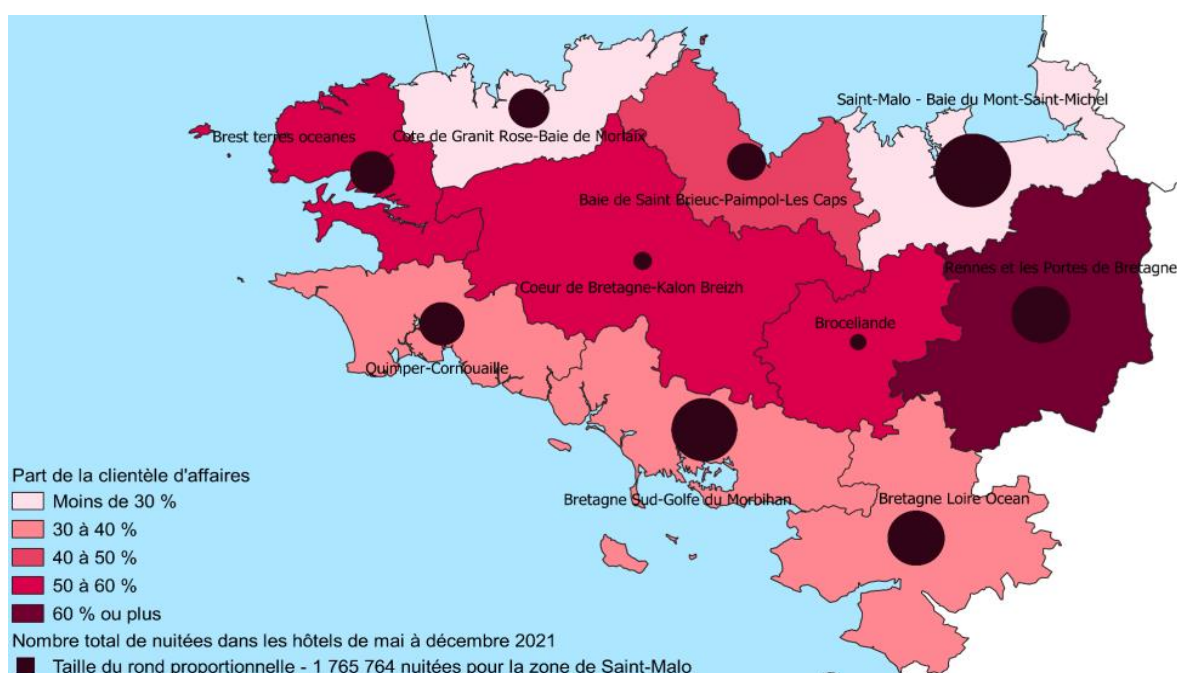 Saint-Malo - Baie du Mont-Saint-Michel
Brest terres oceanes
Cote de Granit Rose-Baie de Morlaix
Baie de Saint Brieuc-Paimpol-Les Caps
Rennes et les Portes de Bretagne
Coeur de Bretagne-Kalon Breizh
Broceliande
Quimper-Cornouaille
Bretagne Sud-Golfe du Morbihan
Bretagne Loire Ocean
Part de la clientèle d'affaires
Moins de 30 %
30 à 40 %
40 à 50 %
50 à 60 %
60 % ou plus
Nombre total de nuitées dans les hôtels de mai à décembre 2021
Taille du rond proportionnelle - 1 765 764 nuitées pour la zone de Saint-Malo